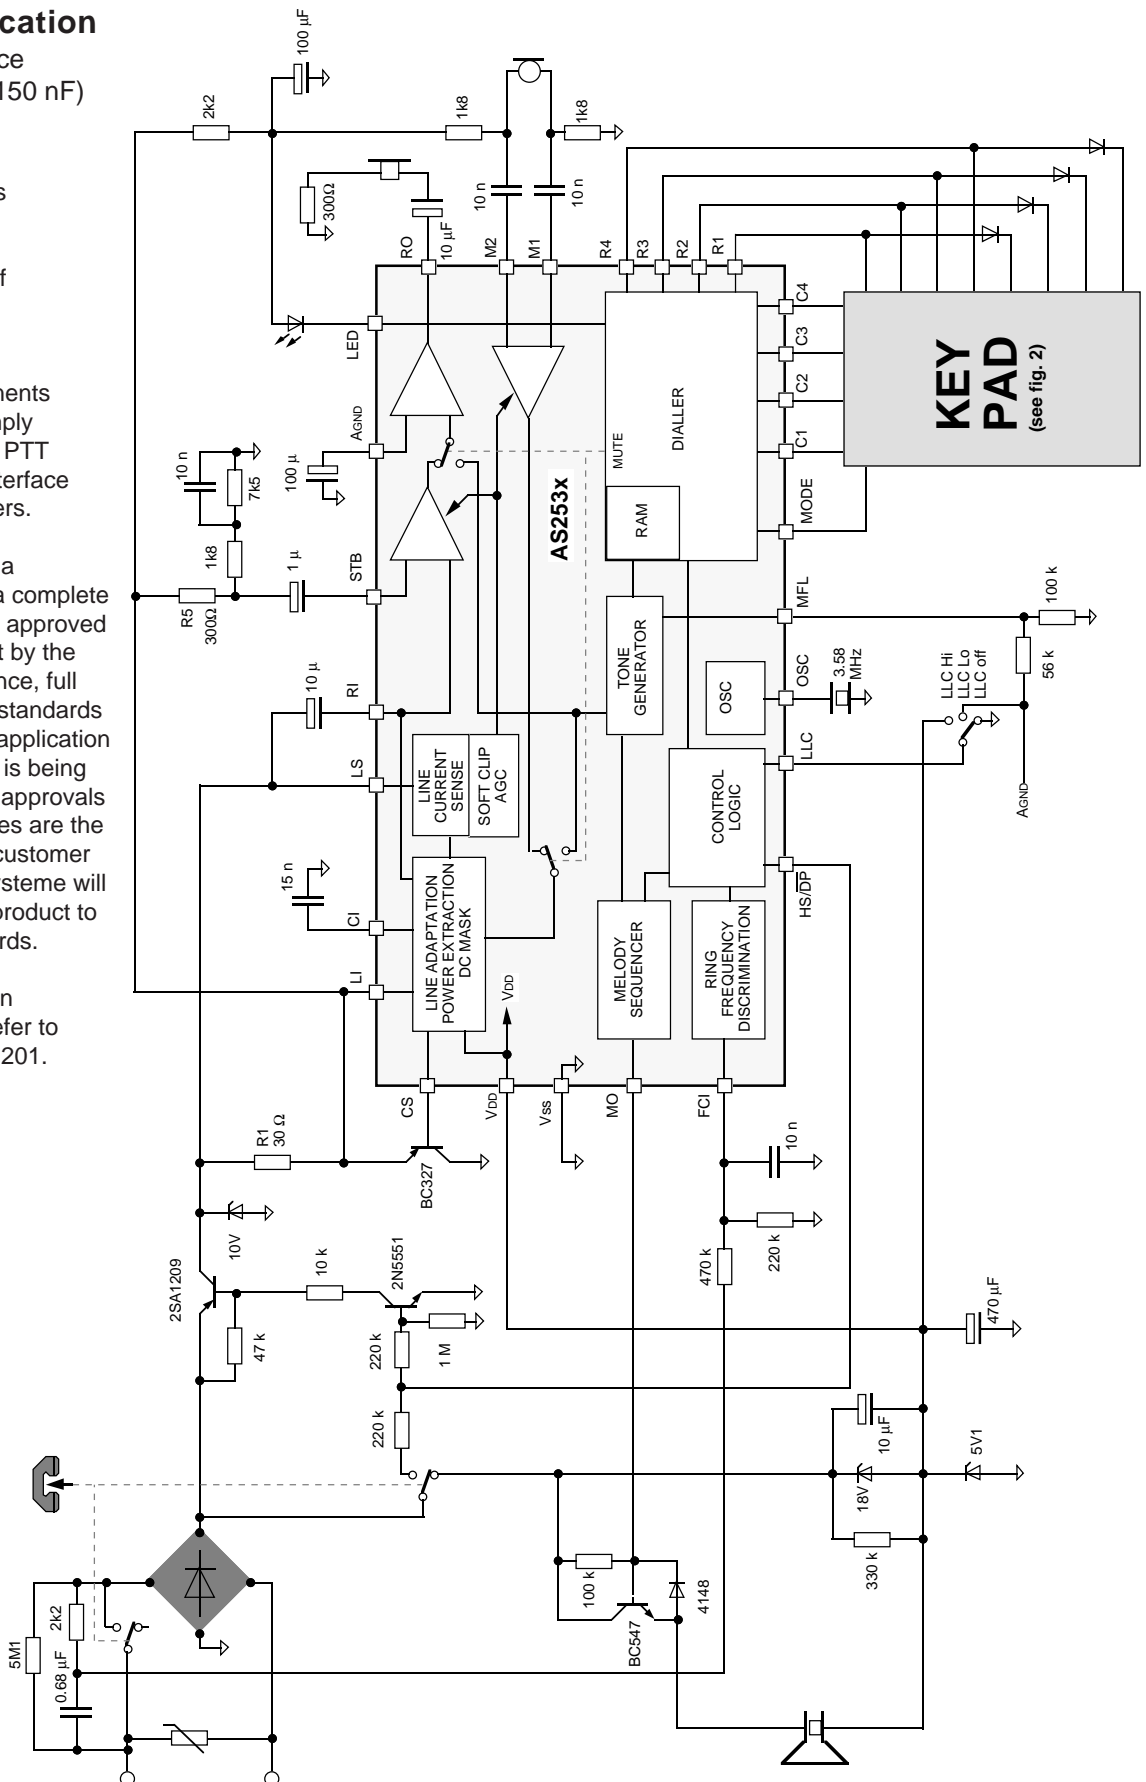 cation
ce
150 nF)
s
f
nents
nply
PTT
terface
ers.
a
a complete
approved
t by the
nce, full
standards
application
is being
approvals
es are the
customer
ysteme will
product to
rds.
n
efer to
201.
100 µF
2k2
1k8
1k8
300Ω
10 µF
10 n
10 n
RO
M2
M1
R4
R3
R2
R1
LED
AGND
100 µ
10 n
7k5
1k8
R5
300Ω
1 µ
STB
10 µ
RI
LS
15 n
CI
LI
AS253x
MUTE
DIALLER
RAM
TONE
GENERATOR
OSC
LINE
CURRENT
SENSE
SOFT CLIP
AGC
CONTROL
LOGIC
LINE ADAPTATION
POWER EXTRACTION
DC MASK
VDD
MELODY
SEQUENCER
RING
FREQUENCY
DISCRIMINATION
C4
C3
C2
C1
MODE
MFL
OSC
LLC
HS/DP
KEY
PAD
(see fig. 2)
3.58
MHz
100 k
56 k
LLC Hi
LLC Lo
LLC off
AGND
CS
VDD
Vss
MO
FCI
R1
30 Ω
BC327
10 n
10V
2SA1209
10 k
2N5551
47 k
220 k
1 M
470 k
220 k
470 µF
220 k
10 µF
18V
5V1
330 k
100 k
4148
BC547
5M1
2k2
0.68 µF